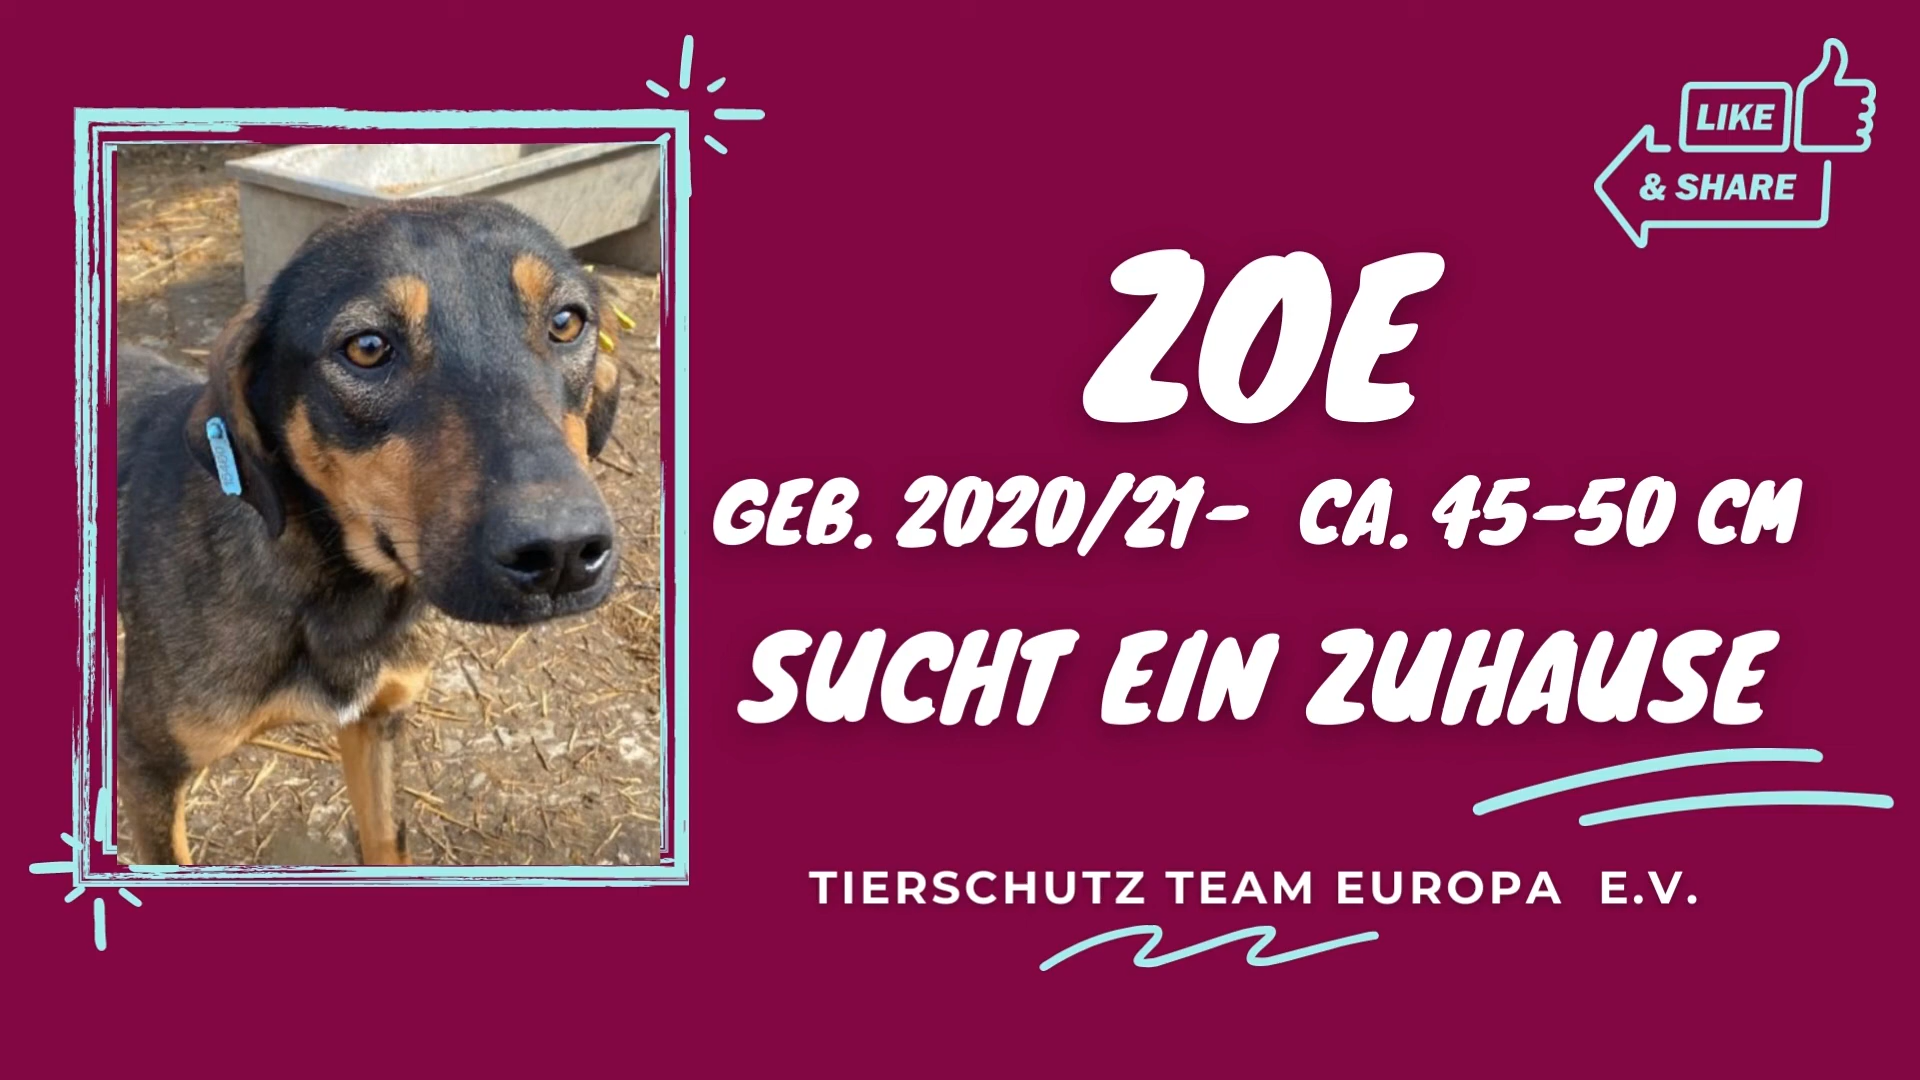 LIKE
& SHARE
ZOE
GEB. 2020/21- CA. 45-50 CM
SUCHT EIN ZUHAUSE
TIERSCHUTZ TEAM EUROPA E.V.